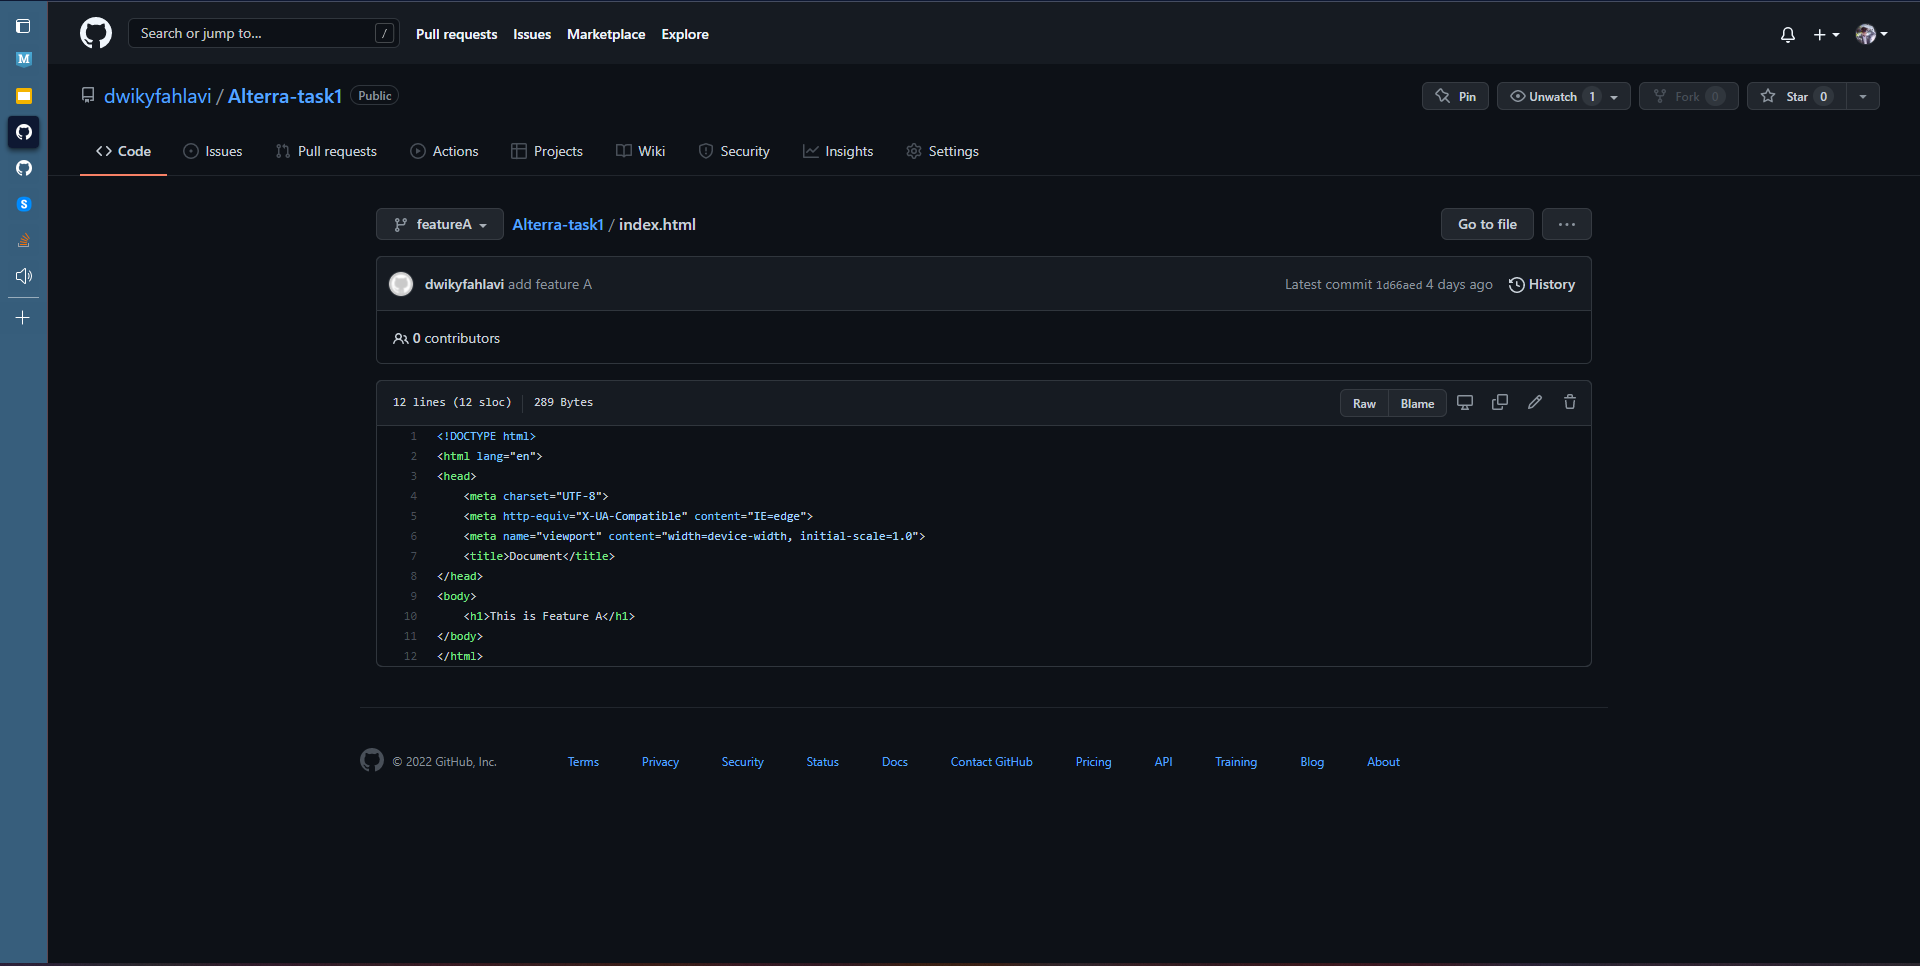 Search or jump to... /
Pull requests Issues Marketplace Explore
M
S
dwikyfahlavi / Alterra-task1 Public
Pin Unwatch 1 Fork 0 Star 0
Code Issues Pull requests Actions Projects Wiki Security Insights Settings
featureA Alterra-task1 / index.html Go to file ...
dwikyfahlavi add feature A Latest commit 1d66aed 4 days ago History
0 contributors
12 lines (12 sloc) 289 Bytes Raw Blame
1 <!DOCTYPE html>
2 <html lang="en">
3 <head>
4     <meta charset="UTF-8">
5     <meta http-equiv="X-UA-Compatible" content="IE=edge">
6     <meta name="viewport" content="width=device-width, initial-scale=1.0">
7     <title>Document</title>
8 </head>
9 <body>
10     <h1>This is Feature A</h1>
11 </body>
12 </html>
© 2022 GitHub, Inc. Terms Privacy Security Status Docs Contact GitHub Pricing API Training Blog About